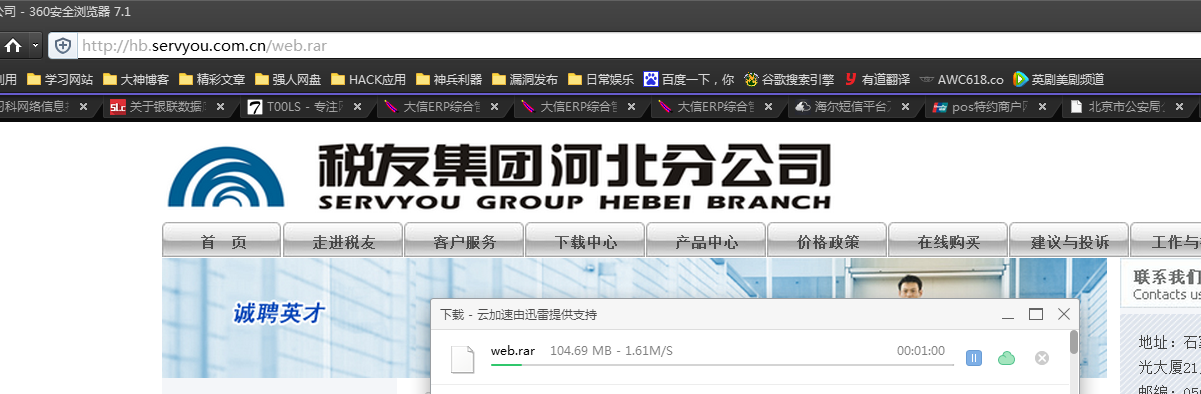 公司 - 360安全浏览器 7.1
http://hb.servyou.com.cn/web.rar
利用 学习网站 大神博客 精彩文章 强人网盘 HACK应用 神兵利器 漏洞发布 日常娱乐 百度一下，你 谷歌搜索引擎 有道翻译 AWC618.co 英剧美剧频道
习科网络信息 关于银联数据 T00LS - 专注 大信ERP综合管 大信ERP综合管 大信ERP综合管 海尔短信平台 pos特约商户 北京市公安局
税友集团河北分公司
SERVYOU GROUP HEBEI BRANCH
首 页 走进税友 客户服务 下载中心 产品中心 价格政策 在线购买 建议与投诉 工作与
诚聘英才
联系我们
Contacts us
下载 - 云加速由迅雷提供支持
web.rar 104.69 MB - 1.61M/S 00:01:00
地址：石
光大厦21
邮编：050